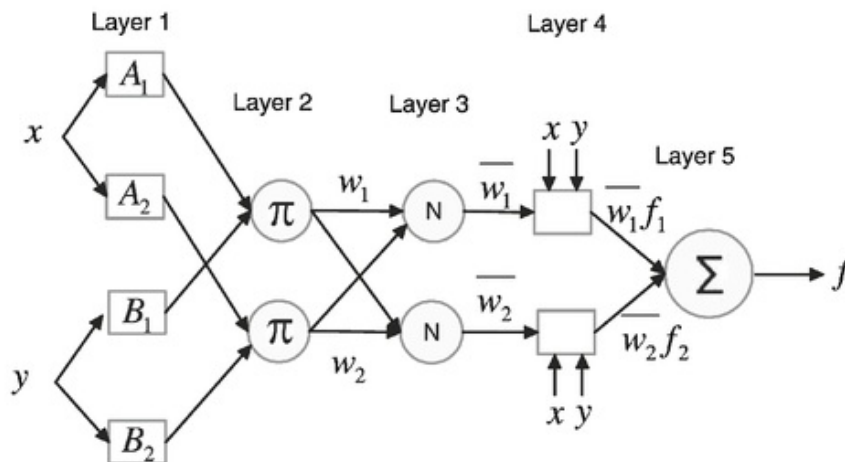 Layer 1
Layer 4
A₁
Layer 2
Layer 3
x
x y
Layer 5
A₂
w₁
w̅₁
w̅₁f₁
π
N
Σ
f
B₁
π
N
w̅₂
w̅₂f₂
w₂
y
x y
B₂